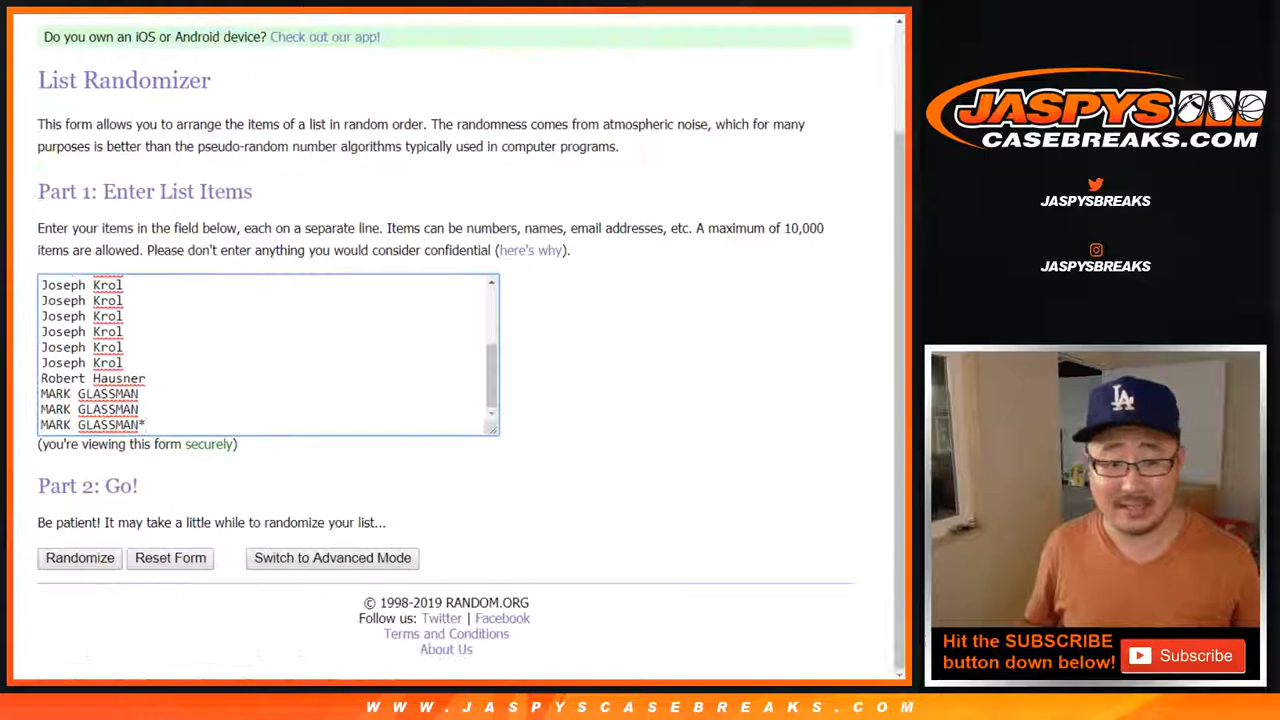 Do you own an iOS or Android device? Check out our app!
List Randomizer
This form allows you to arrange the items of a list in random order. The randomness comes from atmospheric noise, which for many
purposes is better than the pseudo-random number algorithms typically used in computer programs.
Part 1: Enter List Items
Enter your items in the field below, each on a separate line. Items can be numbers, names, email addresses, etc. A maximum of 10,000
items are allowed. Please don't enter anything you would consider confidential (here's why).
Joseph Krol
Joseph Krol
Joseph Krol
Joseph Krol
Joseph Krol
Joseph Krol
Robert Hausner
MARK GLASSMAN
MARK GLASSMAN
MARK GLASSMAN*
(you're viewing this form securely)
Part 2: Go!
Be patient! It may take a little while to randomize your list...
Randomize
Reset Form
Switch to Advanced Mode
© 1998-2019 RANDOM.ORG
Follow us: Twitter | Facebook
Terms and Conditions
About Us
JASPYS
CASEBREAKS.COM
JASPYSBREAKS
JASPYSBREAKS
LA
Hit the SUBSCRIBE
button down below!
Subscribe
WWW.JASPYSCASEBREAKS.COM